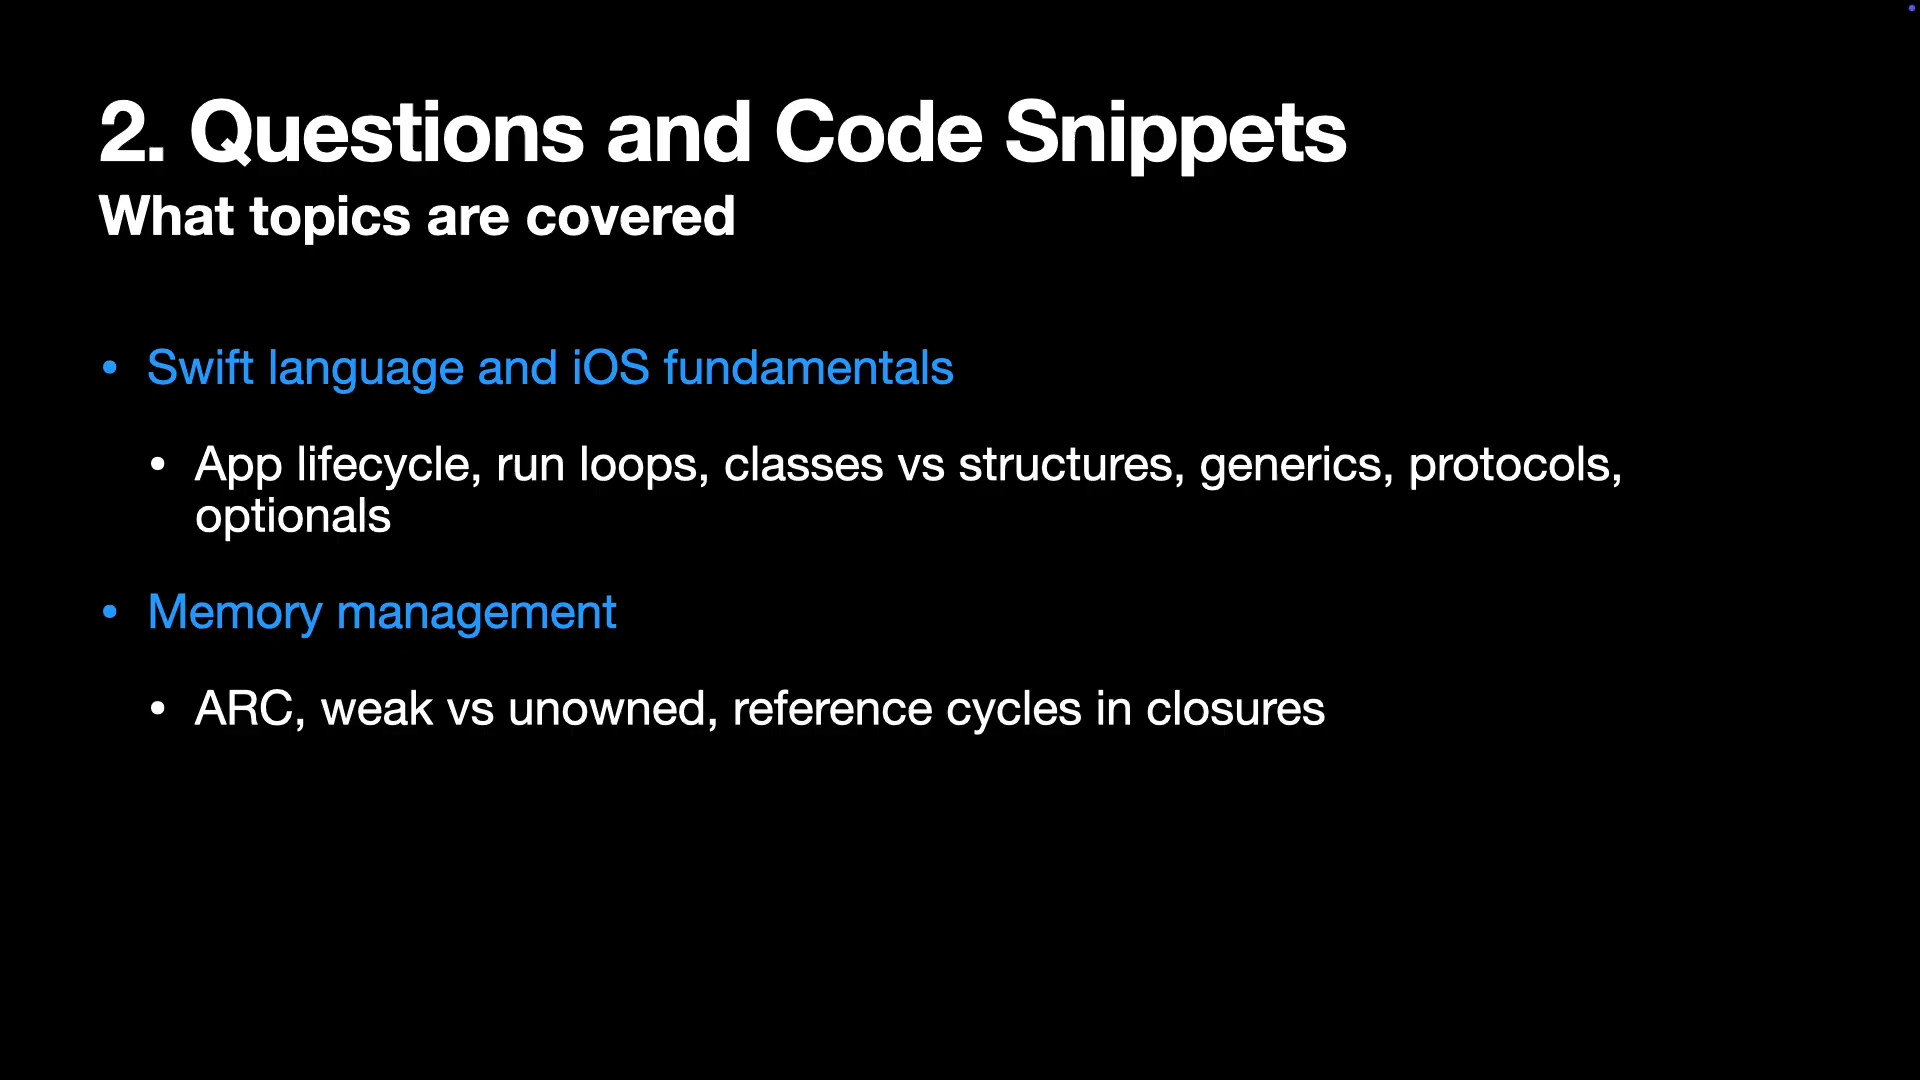 2. Questions and Code Snippets
What topics are covered
• Swift language and iOS fundamentals
• App lifecycle, run loops, classes vs structures, generics, protocols,
optionals
• Memory management
• ARC, weak vs unowned, reference cycles in closures